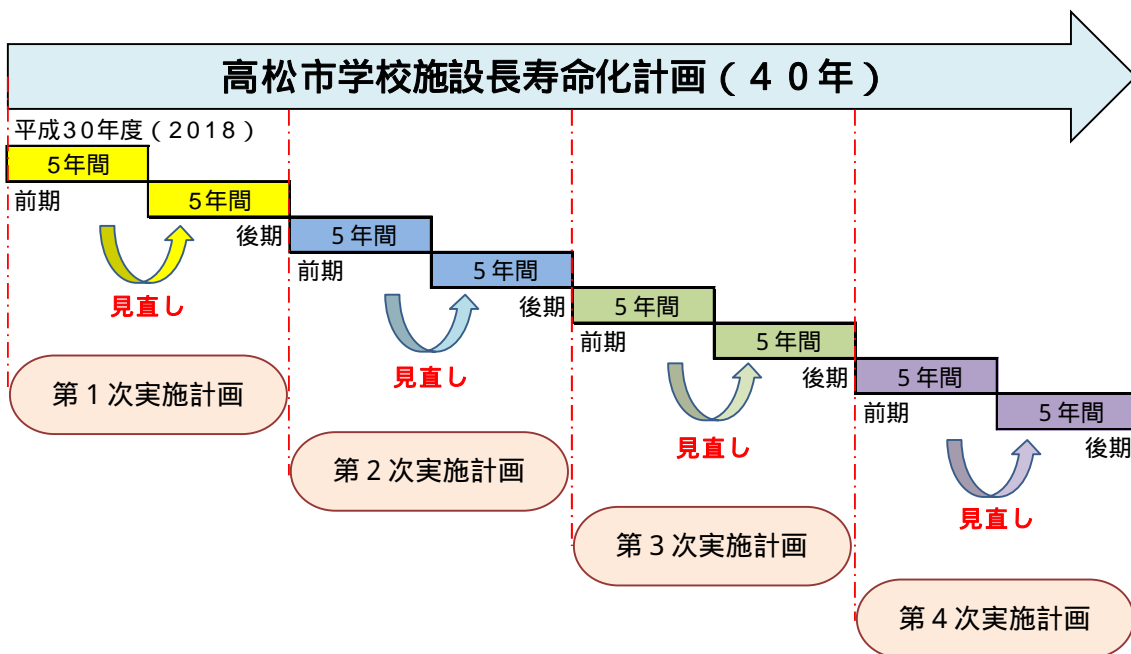 高松市学校施設長寿命化計画（４０年）
平成30年度（2018）
5年間
前期
5年間
後期
見直し
第１次実施計画
５年間
前期
５年間
後期
見直し
第２次実施計画
５年間
前期
５年間
後期
見直し
第３次実施計画
５年間
前期
５年間
後期
見直し
第４次実施計画